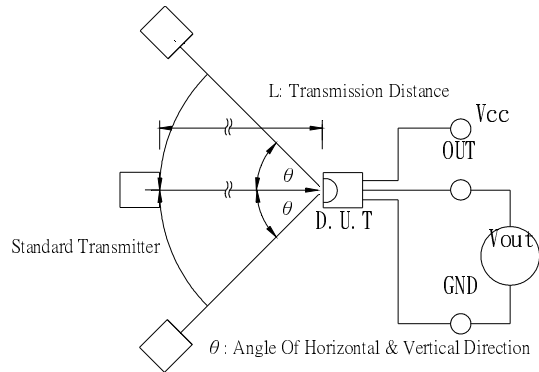 L: Transmission Distance
Vcc
OUT
θ
θ
D. U. T
Standard Transmitter
Vout
GND
θ : Angle Of Horizontal & Vertical Direction